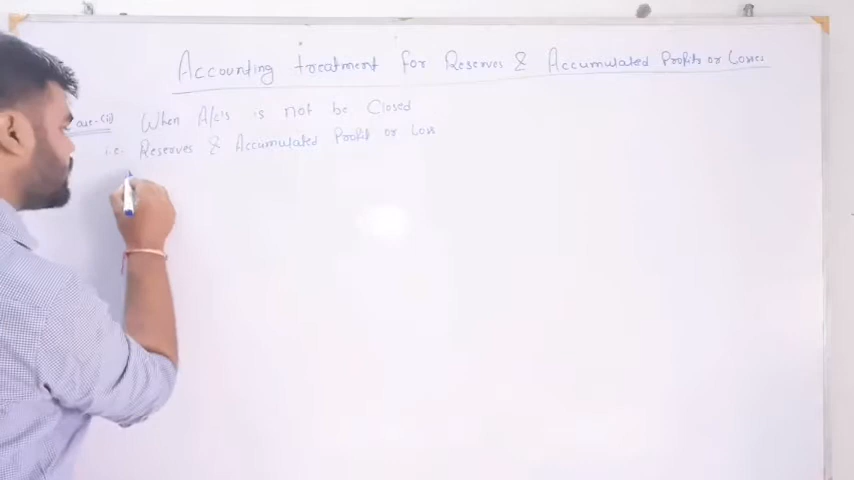 Accounting treatment for Reserves & Accumulated Profits or Losses
ase-(ii) When A/c's is not be Closed
i.e. Reserves & Accumulated Profit or Loss